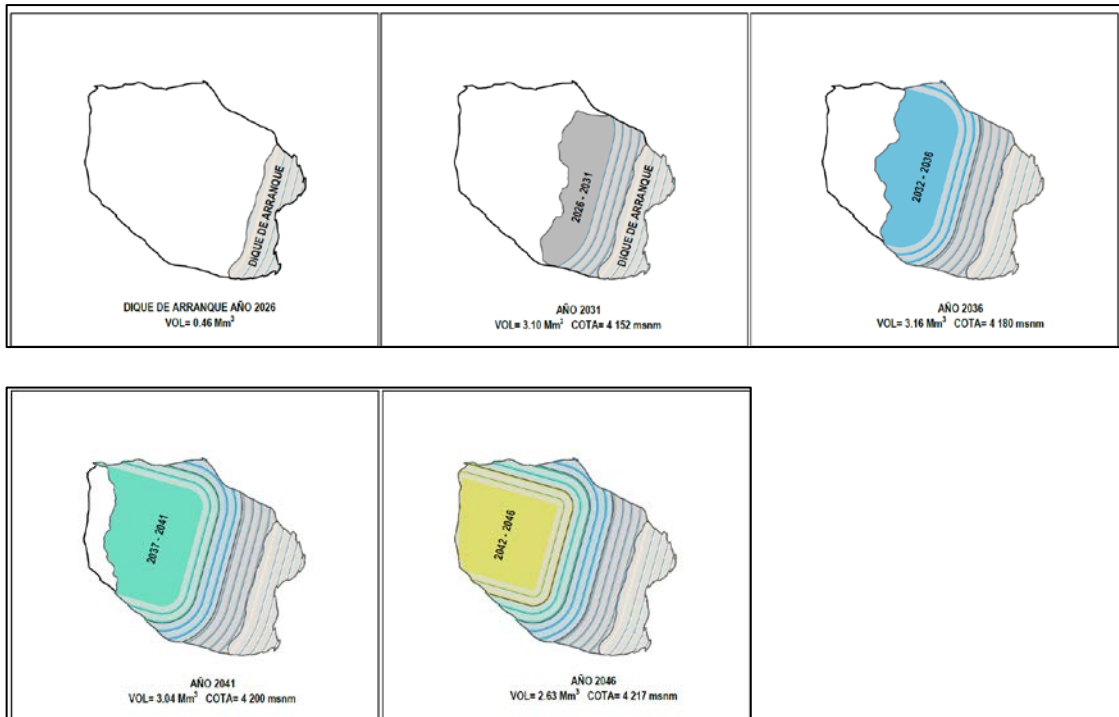 DIQUE DE ARRANQUE
DIQUE DE ARRANQUE AÑO 2026
VOL= 0.46 Mm³
2026 - 2031
DIQUE DE ARRANQUE
AÑO 2031
VOL= 3.10 Mm³ COTA= 4 152 msnm
2032 - 2036
AÑO 2036
VOL= 3.16 Mm³ COTA= 4 180 msnm
2037 - 2041
AÑO 2041
VOL= 3.04 Mm³ COTA= 4 200 msnm
2042 - 2046
AÑO 2046
VOL= 2.63 Mm³ COTA= 4 217 msnm